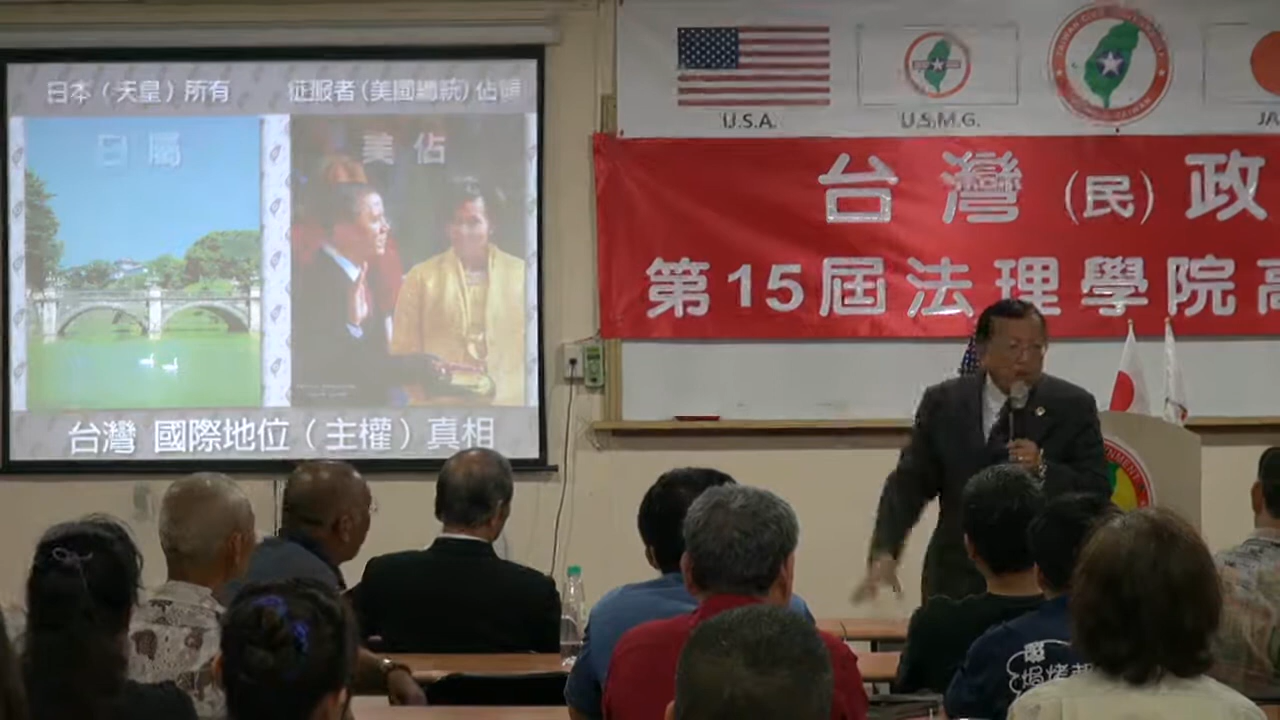 日本（天皇）所有
征服者（美國總統）佔領
日屬
美佔
台灣 國際地位（主權）真相
U.S.A.
U.S.M.G.
JA
台灣（民）政
第15屆法理學院高